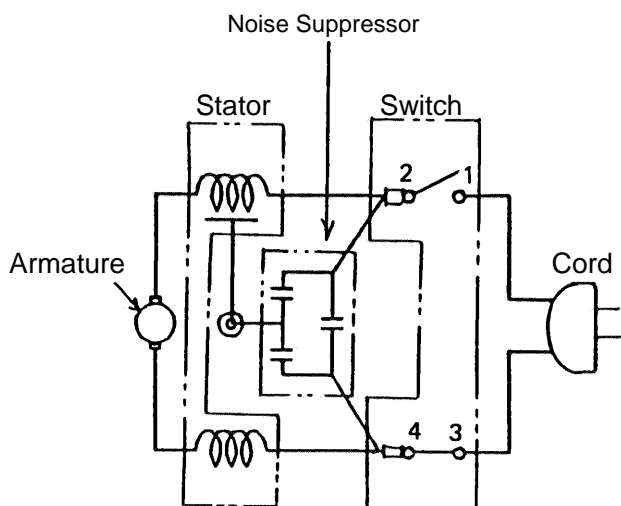 Noise Suppressor
Stator
Switch
2
1
Armature
Cord
4
3